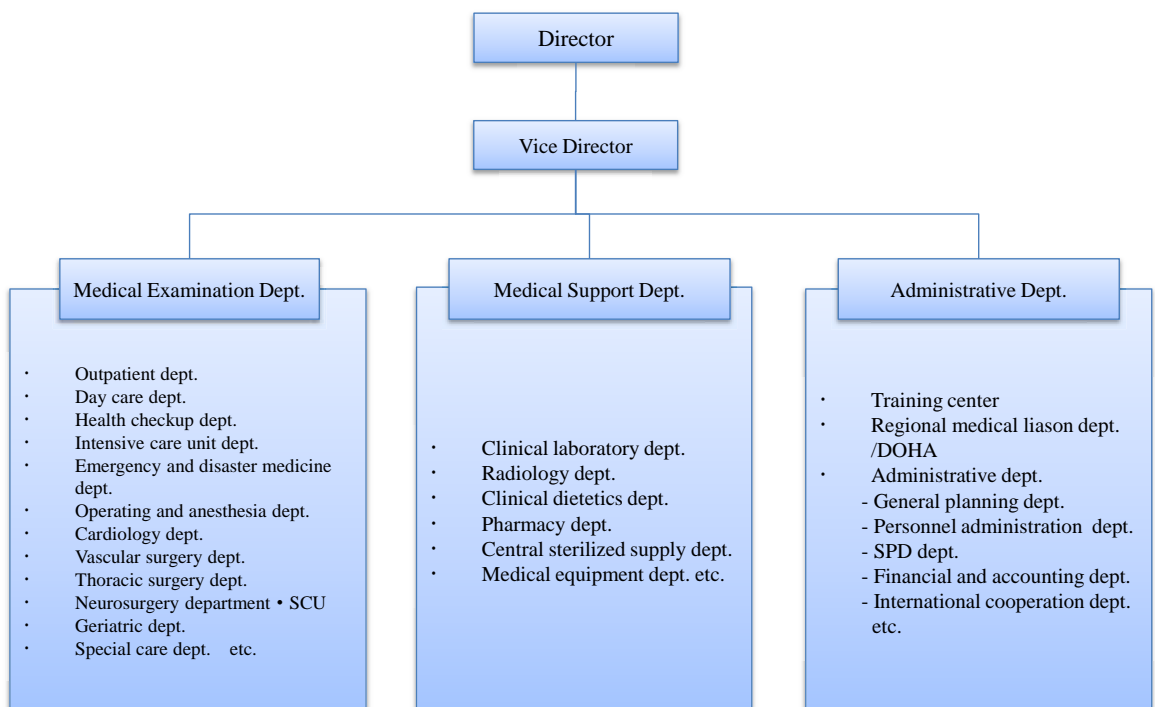 Director
Vice Director
Medical Examination Dept.
・ Outpatient dept.
・ Day care dept.
・ Health checkup dept.
・ Intensive care unit dept.
・ Emergency and disaster medicine
dept.
・ Operating and anesthesia dept.
・ Cardiology dept.
・ Vascular surgery dept.
・ Thoracic surgery dept.
・ Neurosurgery department・SCU
・ Geriatric dept.
・ Special care dept. etc.
Medical Support Dept.
・ Clinical laboratory dept.
・ Radiology dept.
・ Clinical dietetics dept.
・ Pharmacy dept.
・ Central sterilized supply dept.
・ Medical equipment dept. etc.
Administrative Dept.
・ Training center
・ Regional medical liason dept.
/DOHA
・ Administrative dept.
- General planning dept.
- Personnel administration dept.
- SPD dept.
- Financial and accounting dept.
- International cooperation dept.
etc.